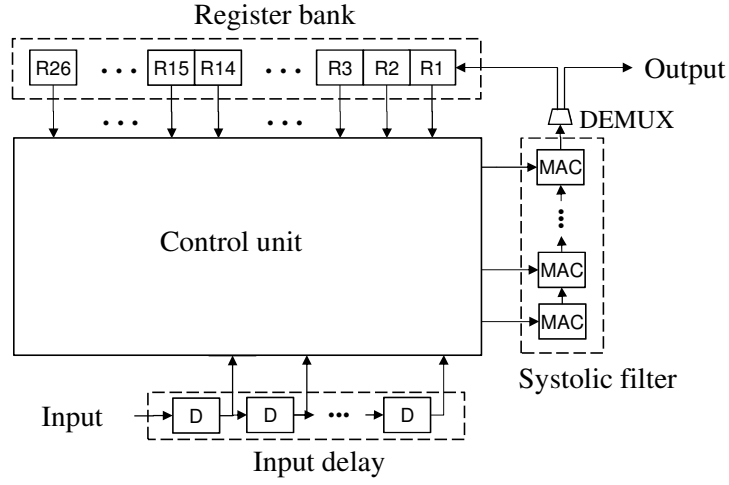 Register bank
R26 ... R15 R14 ... R3 R2 R1
Output
... ...
DEMUX
MAC
Control unit
...
MAC
MAC
Systolic filter
Input
D D ... D
Input delay